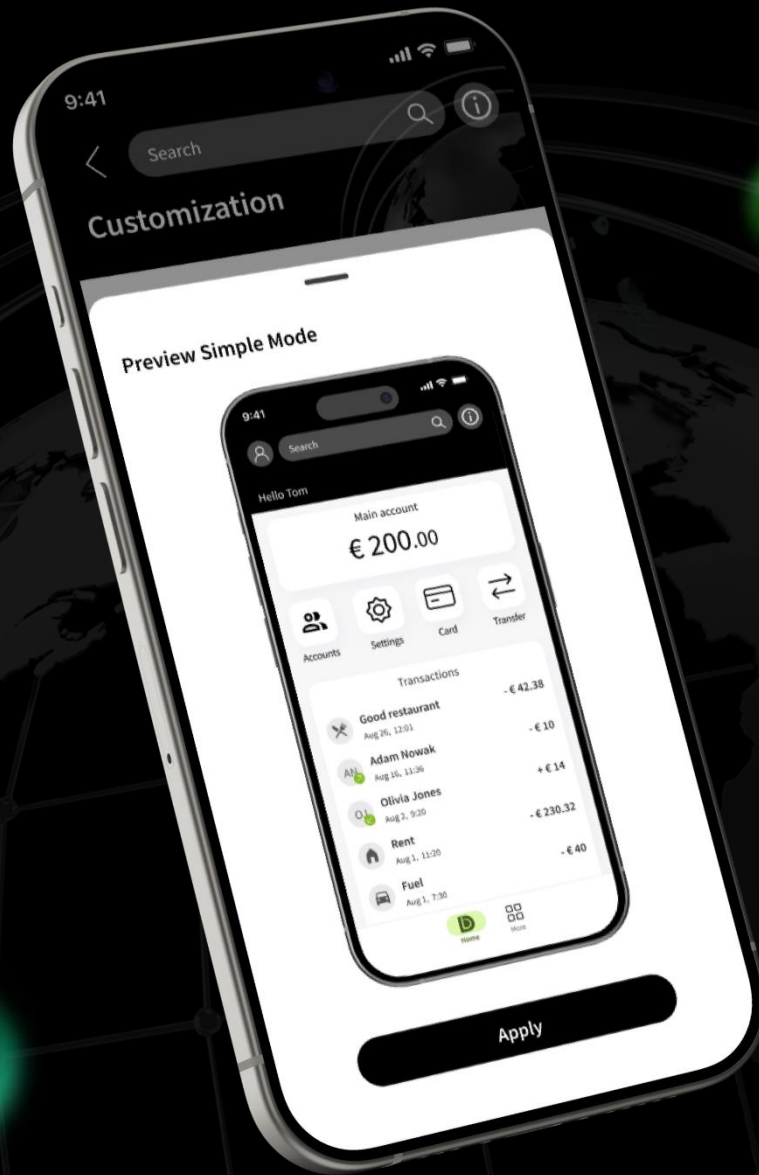 9:41
Search
Customization
Preview Simple Mode
9:41
Search
Hello Tom
Main account
€ 200.00
Accounts
Settings
Card
Transfer
Transactions
Good restaurant
- € 42.38
Aug 26, 12:01
Adam Nowak
- € 10
AN
Aug 16, 11:36
Olivia Jones
+ € 14
OJ
Aug 2, 9:20
Rent
- € 230.32
Aug 1, 11:20
Fuel
- € 40
Aug 1, 7:30
Home
More
Apply